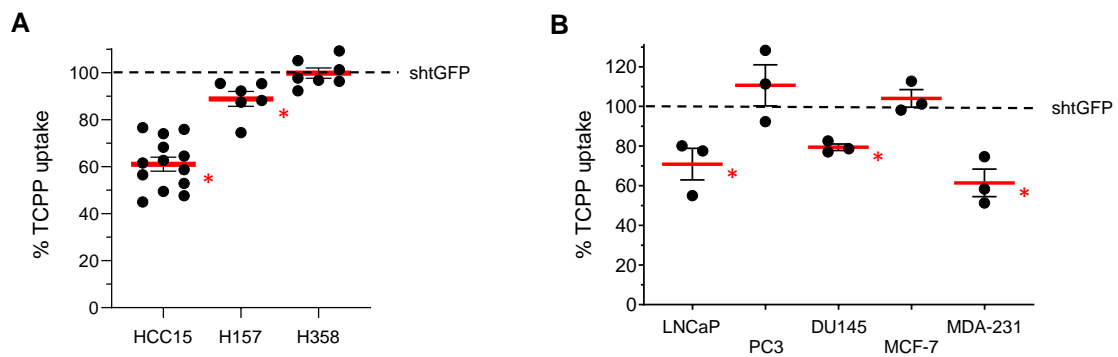 A
% TCPP uptake
100
80
60
40
20
0
shtGFP
*
*
HCC15 H157 H358
B
% TCPP uptake
120
100
80
60
40
20
0
shtGFP
*
*
*
LNCaP DU145 MDA-231
PC3 MCF-7